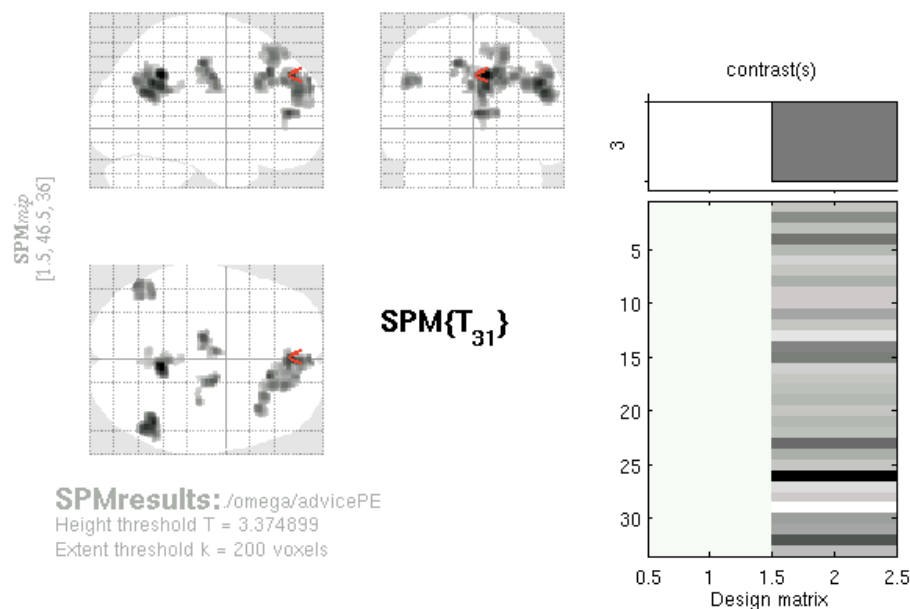 SPMmip
[1.5, 46.5, 36]
<
<
<
SPM{T31}
SPMresults: ./omega/advicePE
Height threshold T = 3.374899
Extent threshold k = 200 voxels
contrast(s)
3
5
10
15
20
25
30
0.5 1 1.5 2 2.5
Design matrix